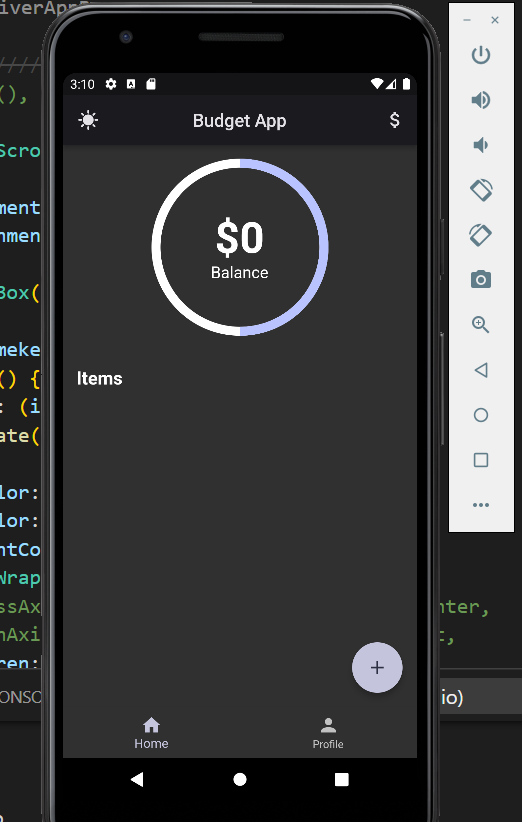 iverAppB
3:10
Budget App
$
(),
Scro
ment
nmen
$0
Balance
Box(
meke
() {
Items
: (i
ate(
lor:
lor:
ntCo
Wrap
ssAx
nter,
nAxi
t,
ren:
ONSO
io)
Home
Profile